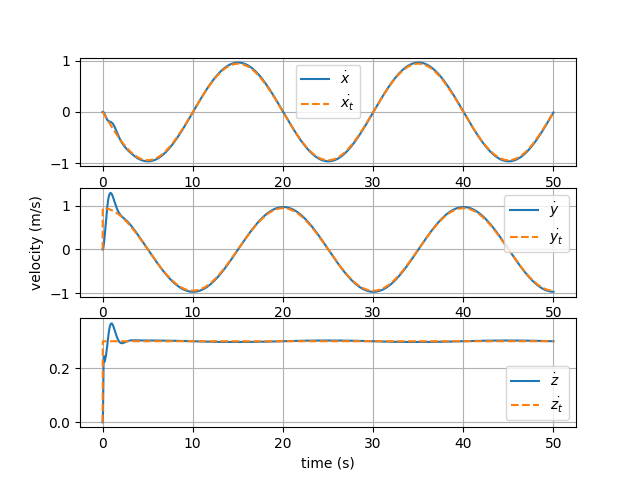 1
0
−1
ẋ
ẋₜ
0 10 20 30 40 50
velocity (m/s)
1
0
−1
ẏ
ẏₜ
0 10 20 30 40 50
0.2
0.0
ż
żₜ
0 10 20 30 40 50
time (s)